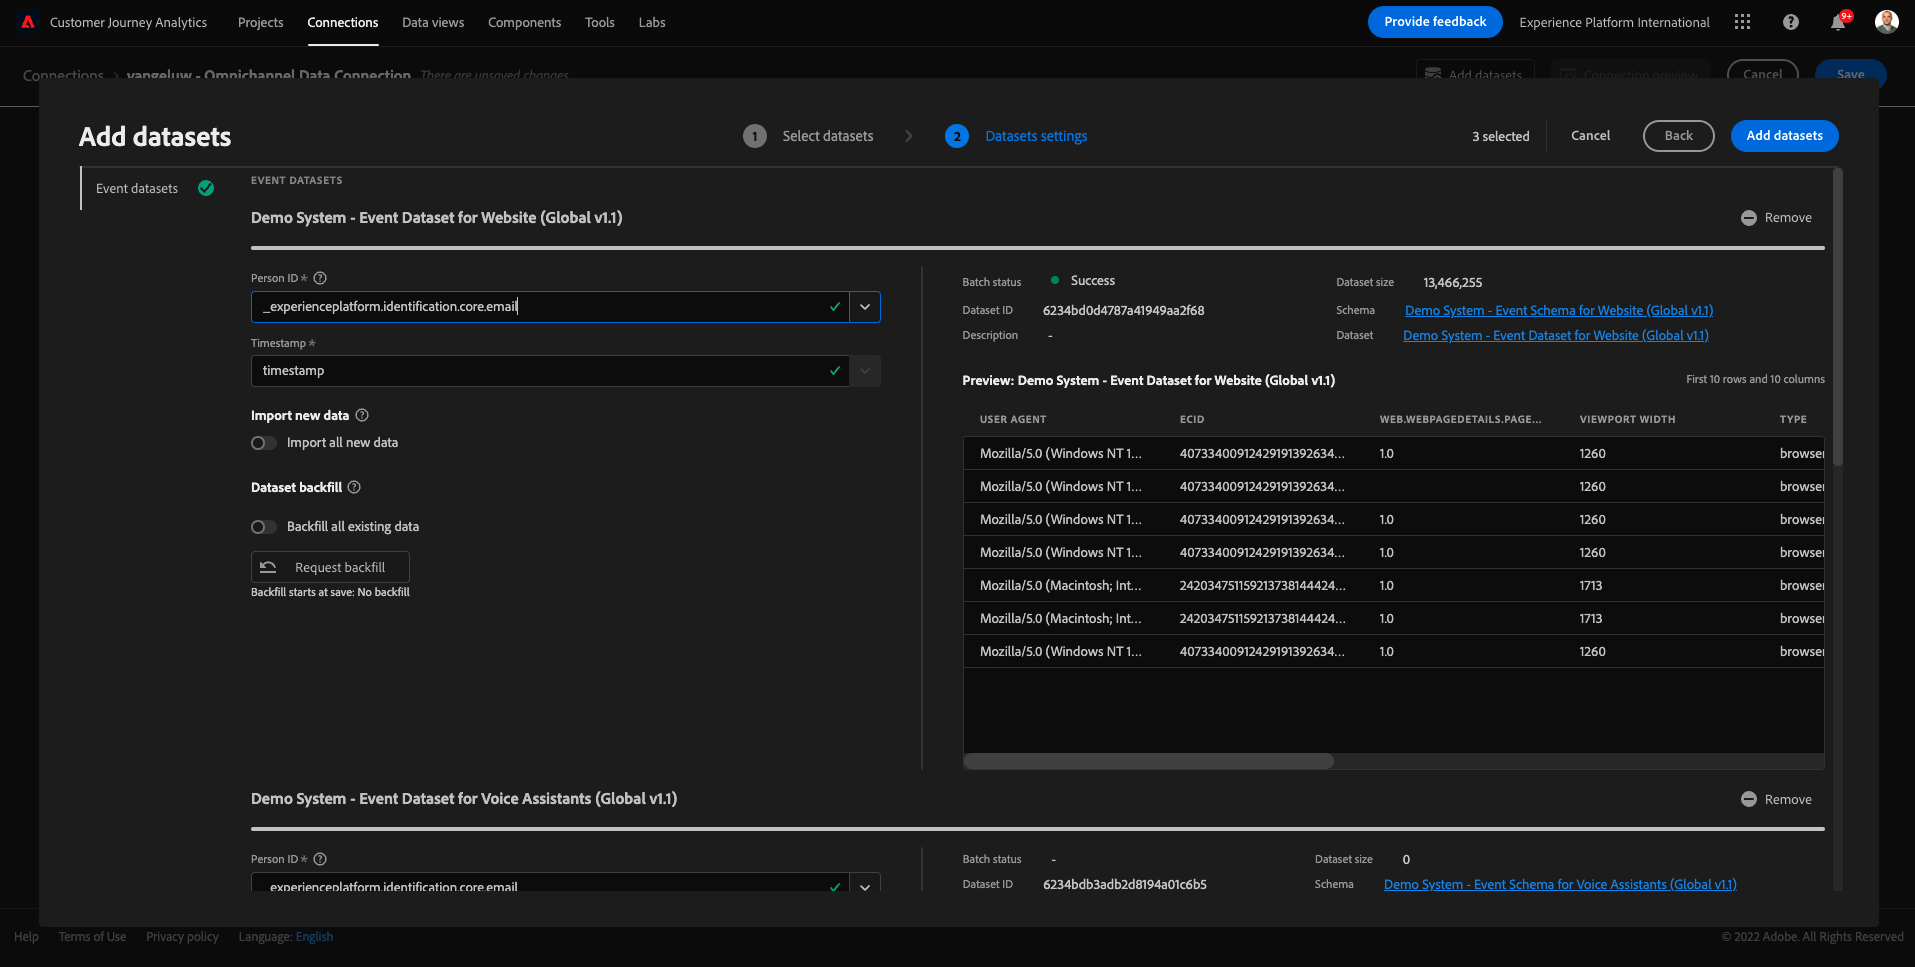 Customer Journey Analytics Projects Connections Data views Components Tools Labs Provide feedback Experience Platform International 9+
Connections > vangeluw - Omnichannel Data Connection There are unsaved changes Add datasets Connection preview Cancel Save
Add datasets 1 Select datasets 2 Datasets settings 3 selected Cancel Back Add datasets
Event datasets
EVENT DATASETS
Demo System - Event Dataset for Website (Global v1.1) Remove
Person ID *
_experienceplatform.identification.core.email
Timestamp *
timestamp
Import new data
Import all new data
Dataset backfill
Backfill all existing data
Request backfill
Backfill starts at save: No backfill
Batch status Success Dataset size 13,466,255
Dataset ID 6234bd0d4787a41949aa2f68 Schema Demo System - Event Schema for Website (Global v1.1)
Description - Dataset Demo System - Event Dataset for Website (Global v1.1)
Preview: Demo System - Event Dataset for Website (Global v1.1) First 10 rows and 10 columns
USER AGENT ECID WEB.WEBPAGEDETAILS.PAGE... VIEWPORT WIDTH TYPE
Mozilla/5.0 (Windows NT 1... 40733400912429191392634... 1.0 1260 browser
Mozilla/5.0 (Windows NT 1... 40733400912429191392634... 1260 browser
Mozilla/5.0 (Windows NT 1... 40733400912429191392634... 1.0 1260 browser
Mozilla/5.0 (Windows NT 1... 40733400912429191392634... 1.0 1260 browser
Mozilla/5.0 (Macintosh; Int... 24203475115921373814442​4... 1.0 1713 browser
Mozilla/5.0 (Macintosh; Int... 242034751159213738144424... 1.0 1713 browser
Mozilla/5.0 (Windows NT 1... 40733400912429191392634... 1.0 1260 browser
Demo System - Event Dataset for Voice Assistants (Global v1.1) Remove
Person ID *
_experienceplatform.identification.core.email
Batch status - Dataset size 0
Dataset ID 6234bdb3adb2d8194a01c6b5 Schema Demo System - Event Schema for Voice Assistants (Global v1.1)
Help Terms of Use Privacy policy Language: English © 2022 Adobe. All Rights Reserved